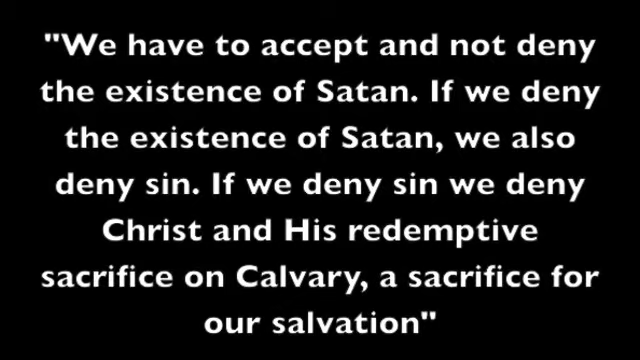 "We have to accept and not deny
the existence of Satan. If we deny
the existence of Satan, we also
deny sin. If we deny sin we deny
Christ and His redemptive
sacrifice on Calvary, a sacrifice for
our salvation"